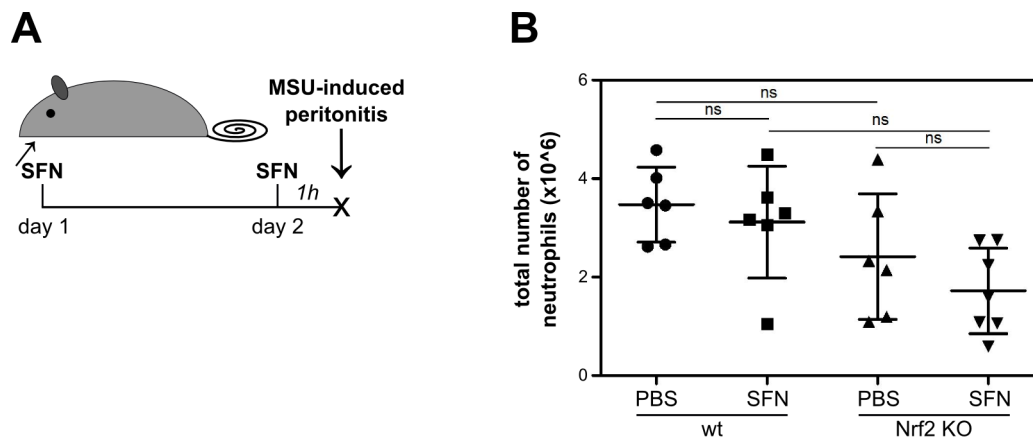 A
MSU-induced
peritonitis
SFN
SFN
1h
X
day 1
day 2
B
total number of
neutrophils (x10^6)
6
4
2
0
ns
ns
ns
ns
PBS
SFN
PBS
SFN
wt
Nrf2 KO